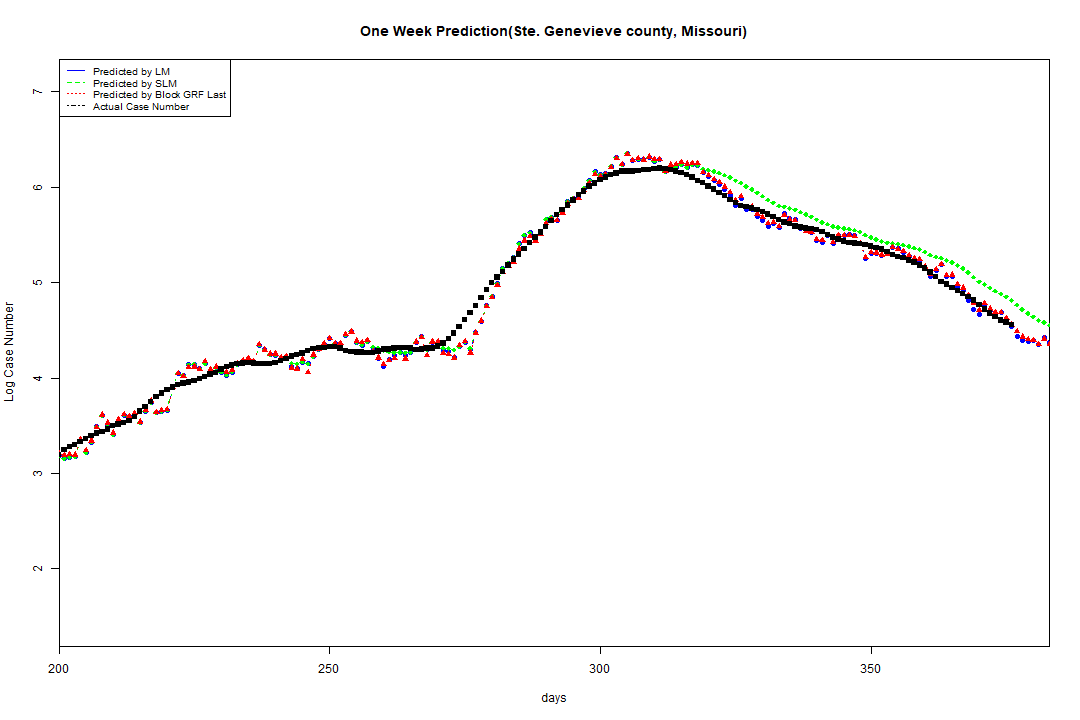 One Week Prediction(Ste. Genevieve county, Missouri)
Predicted by LM
Predicted by SLM
Predicted by Block GRF Last
Actual Case Number
7
6
5
4
3
2
Log Case Number
200 250 300 350
days